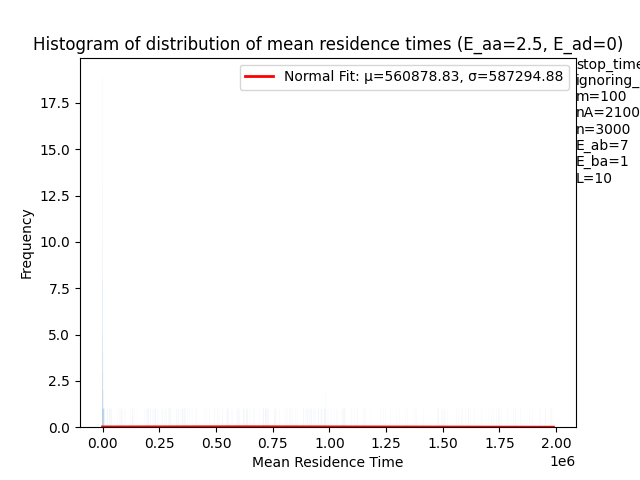 Histogram of distribution of mean residence times (E_aa=2.5, E_ad=0)
Normal Fit: μ=560878.83, σ=587294.88
stop_time
ignoring_
m=100
nA=2100
n=3000
E_ab=7
E_ba=1
L=10
Frequency
17.5
15.0
12.5
10.0
7.5
5.0
2.5
0.0
0.00 0.25 0.50 0.75 1.00 1.25 1.50 1.75 2.00
1e6
Mean Residence Time